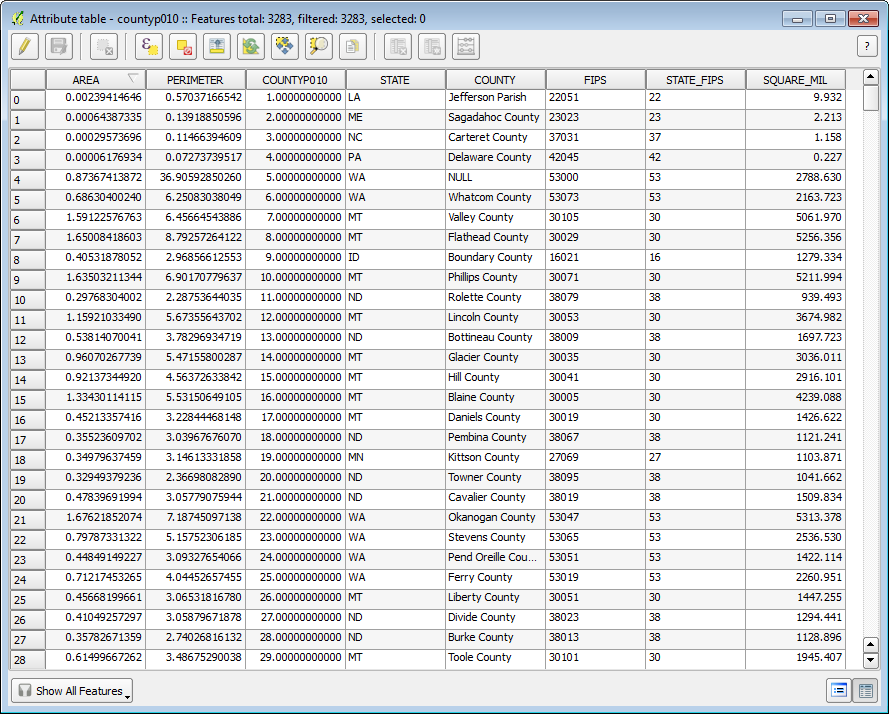 Attribute table - countyp010 :: Features total: 3283, filtered: 3283, selected: 0
ε
?
AREA PERIMETER COUNTYP010 STATE COUNTY FIPS STATE_FIPS SQUARE_MIL
0 0.00239414646 0.57037166542 1.00000000000 LA Jefferson Parish 22051 22 9.932
1 0.00064387335 0.13918850596 2.00000000000 ME Sagadahoc County 23023 23 2.213
2 0.00029573696 0.11466394609 3.00000000000 NC Carteret County 37031 37 1.158
3 0.00006176934 0.07273739517 4.00000000000 PA Delaware County 42045 42 0.227
4 0.87367413872 36.90592850260 5.00000000000 WA NULL 53000 53 2788.630
5 0.68630400240 6.25083038049 6.00000000000 WA Whatcom County 53073 53 2163.723
6 1.59122576763 6.45664543886 7.00000000000 MT Valley County 30105 30 5061.970
7 1.65008418603 8.79257264122 8.00000000000 MT Flathead County 30029 30 5256.356
8 0.40531878052 2.96856612553 9.00000000000 ID Boundary County 16021 16 1279.334
9 1.63503211344 6.90170779637 10.00000000000 MT Phillips County 30071 30 5211.994
10 0.29768304002 2.28753644035 11.00000000000 ND Rolette County 38079 38 939.493
11 1.15921033490 5.67355643702 12.00000000000 MT Lincoln County 30053 30 3674.982
12 0.53814070041 3.78296934719 13.00000000000 ND Bottineau County 38009 38 1697.723
13 0.96070267739 5.47155800287 14.00000000000 MT Glacier County 30035 30 3036.011
14 0.92137344920 4.56372633842 15.00000000000 MT Hill County 30041 30 2916.101
15 1.33430114115 5.53150649105 16.00000000000 MT Blaine County 30005 30 4239.088
16 0.45213357416 3.22844468148 17.00000000000 MT Daniels County 30019 30 1426.622
17 0.35523609702 3.03967676070 18.00000000000 ND Pembina County 38067 38 1121.241
18 0.34979637459 3.14613331858 19.00000000000 MN Kittson County 27069 27 1103.871
19 0.32949379236 2.36698082890 20.00000000000 ND Towner County 38095 38 1041.662
20 0.47839691994 3.05779075944 21.00000000000 ND Cavalier County 38019 38 1509.834
21 1.67621852074 7.18745097138 22.00000000000 WA Okanogan County 53047 53 5313.378
22 0.79787331322 5.15752306185 23.00000000000 WA Stevens County 53065 53 2536.530
23 0.44849149227 3.09327654066 24.00000000000 WA Pend Oreille Cou... 53051 53 1422.114
24 0.71217453265 4.04452657455 25.00000000000 WA Ferry County 53019 53 2260.951
25 0.45668199661 3.06531816780 26.00000000000 MT Liberty County 30051 30 1447.255
26 0.41049257297 3.05879671878 27.00000000000 ND Divide County 38023 38 1294.441
27 0.35782671359 2.74026816132 28.00000000000 ND Burke County 38013 38 1128.896
28 0.61499667262 3.48675290038 29.00000000000 MT Toole County 30101 30 1945.407
Show All Features